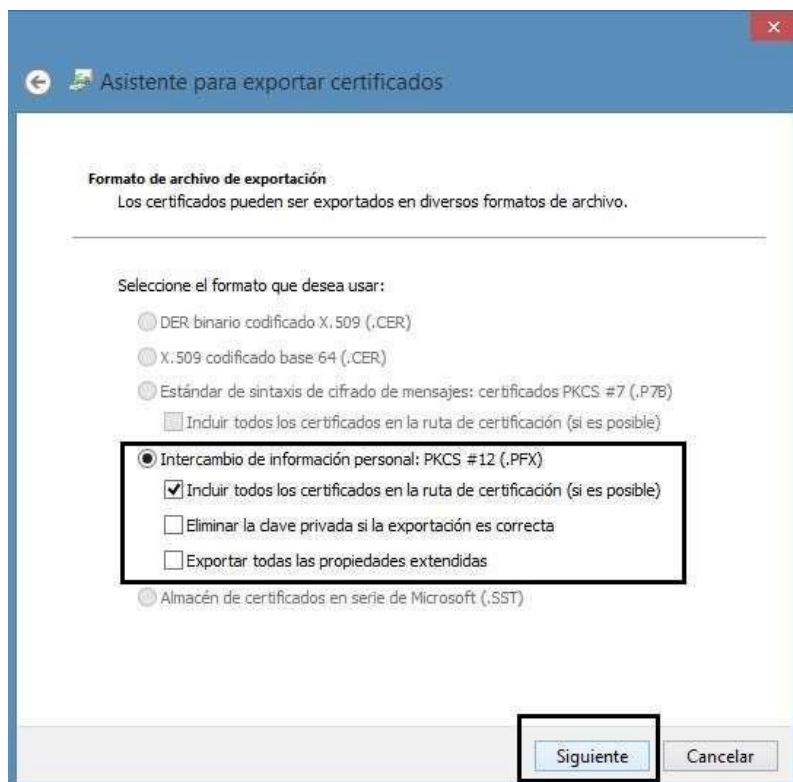 Asistente para exportar certificados
Formato de archivo de exportación
Los certificados pueden ser exportados en diversos formatos de archivo.
Seleccione el formato que desea usar:
DER binario codificado X.509 (.CER)
X.509 codificado base 64 (.CER)
Estándar de sintaxis de cifrado de mensajes: certificados PKCS #7 (.P7B)
Incluir todos los certificados en la ruta de certificación (si es posible)
Intercambio de información personal: PKCS #12 (.PFX)
Incluir todos los certificados en la ruta de certificación (si es posible)
Eliminar la clave privada si la exportación es correcta
Exportar todas las propiedades extendidas
Almacén de certificados en serie de Microsoft (.SST)
Siguiente Cancelar